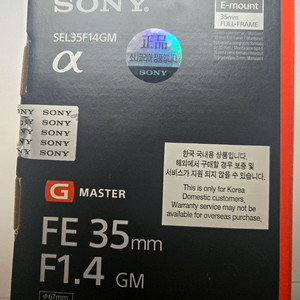 SONY
E-mount
SEL35F14GM
35mm
FULL-FRAME
α
正品
SONY
SONY
SONY
SONY
SONY
SONY
한국 국내용 상품입니다.
해외에서 구매할 경우 보증 및
서비스가 지원 되지 않을 수 있습니다.
This is only for Korea
Domestic customers.
Warranty service may not be
available for overseas purchase.
G MASTER
FE 35mm
F1.4 GM
φ67mm